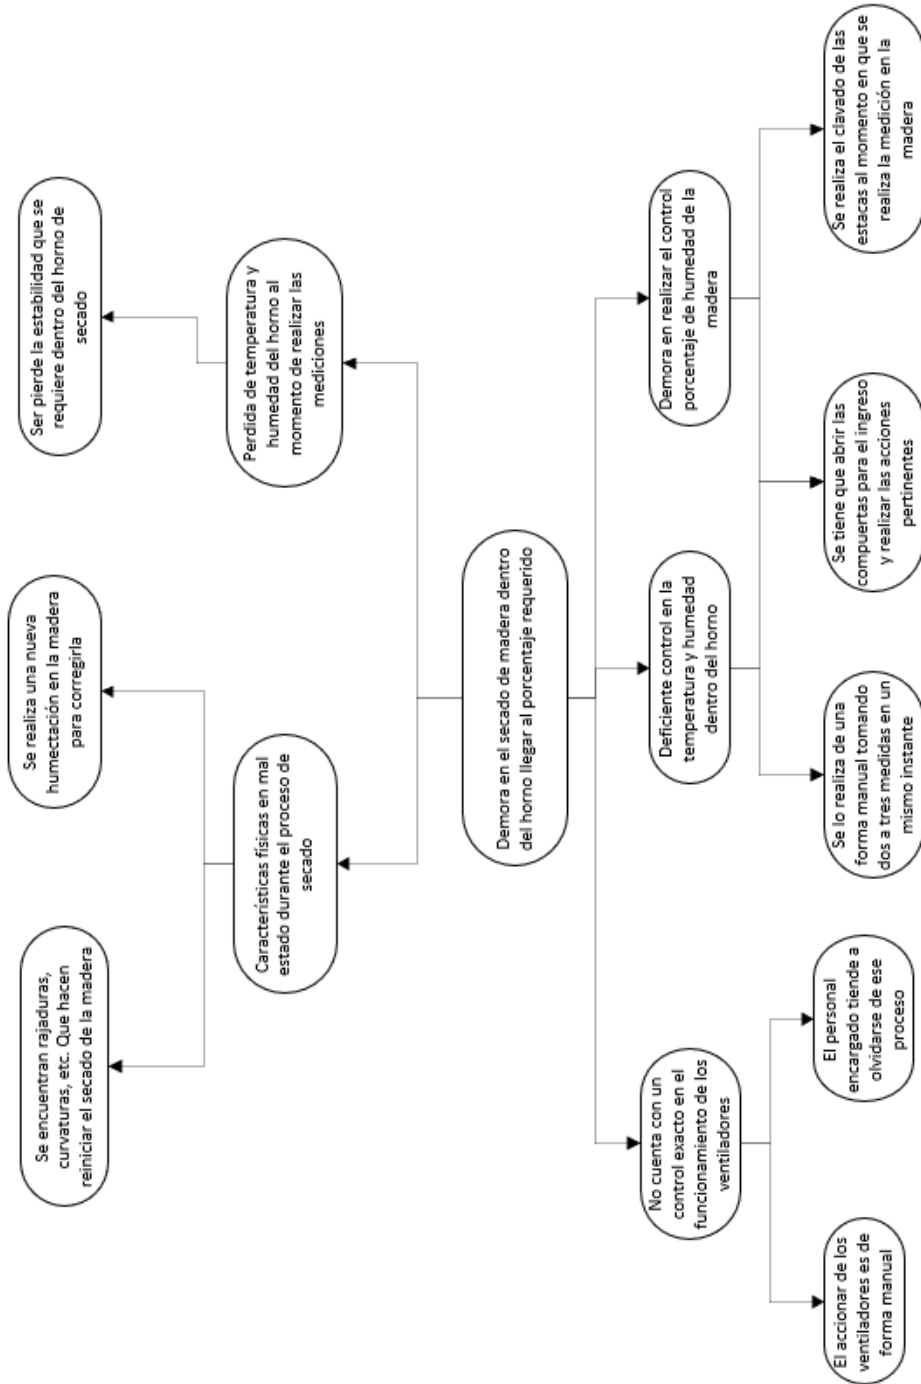 Se encuentran rajaduras,
curvaturas, etc. Que hacen
reiniciar el secado de la madera
Se realiza una nueva
humectación en la madera
para corregirla
Ser pierde la estabilidad que se
requiere dentro del horno de
secado
Características físicas en mal
estado durante el proceso de
secado
Perdida de temperatura y
humedad del horno al
momento de realizar las
mediciones
Demora en el secado de madera dentro
del horno llegar al porcentaje requerido
No cuenta con un
control exacto en el
funcionamiento de los
ventiladores
Deficiente control en la
temperatura y humedad
dentro del horno
Demora en realizar el control
porcentaje de humedad de la
madera
El accionar de los
ventiladores es de
forma manual
El personal
encargado tiende a
olvidarse de ese
proceso
Se lo realiza de una
forma manual tomando
dos a tres medidas en un
mismo instante
Se tiene que abrir las
compuertas para el ingreso
y realizar las acciones
pertinentes
Se realiza el clavado de las
estacas al momento en que se
realiza la medición en la
madera